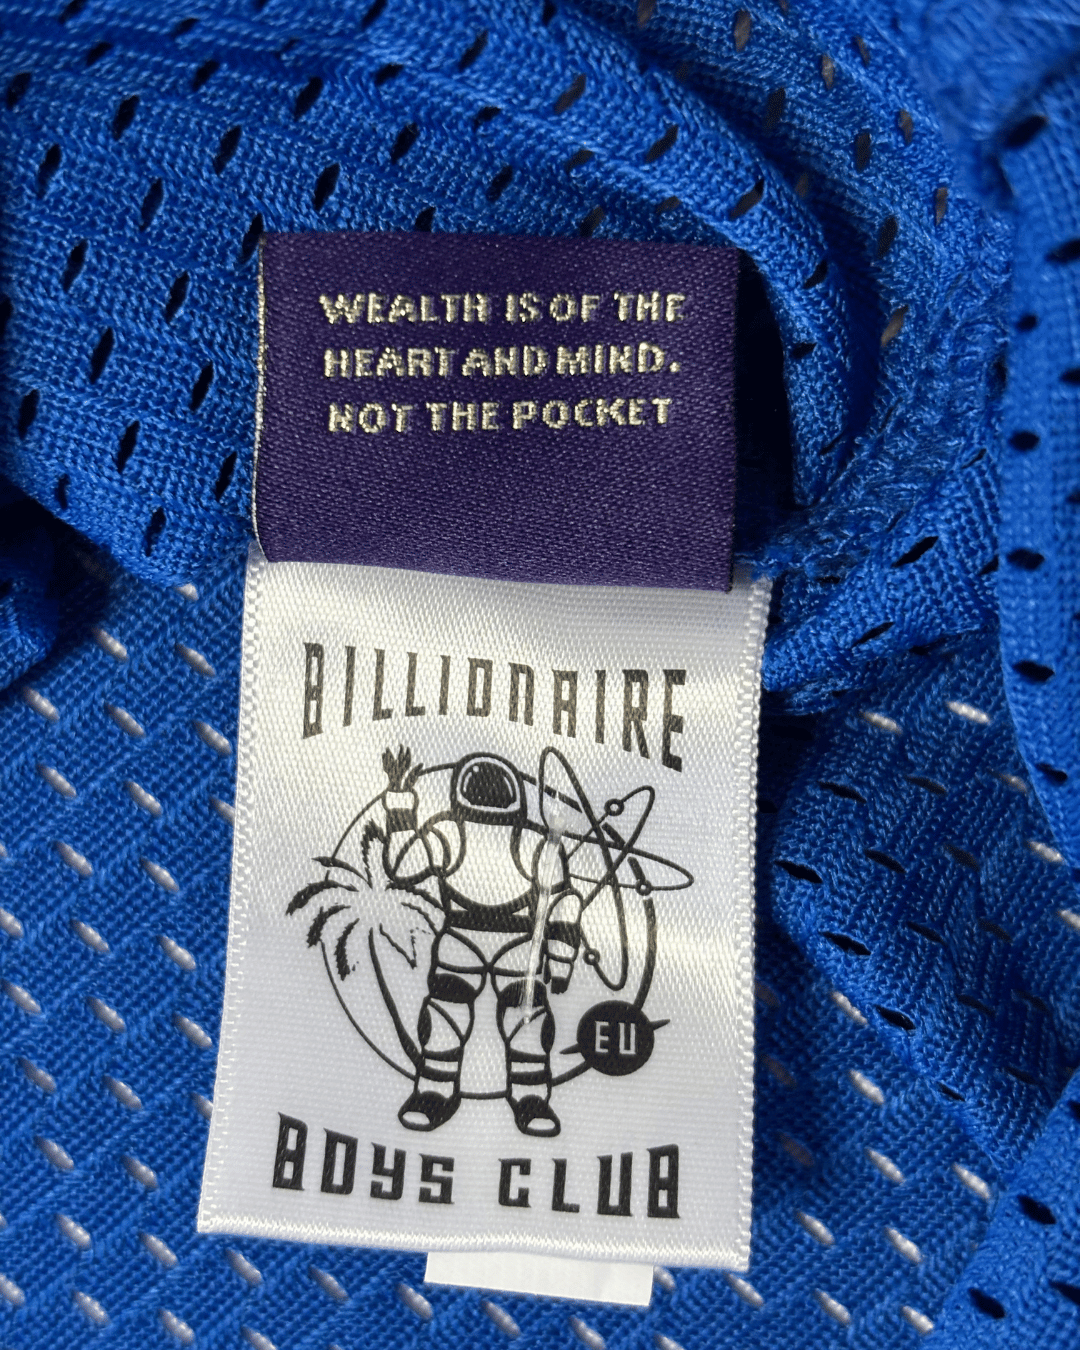 WEALTH IS OF THE
HEART AND MIND.
NOT THE POCKET
BILLIONAIRE
EU
BOYS CLUB